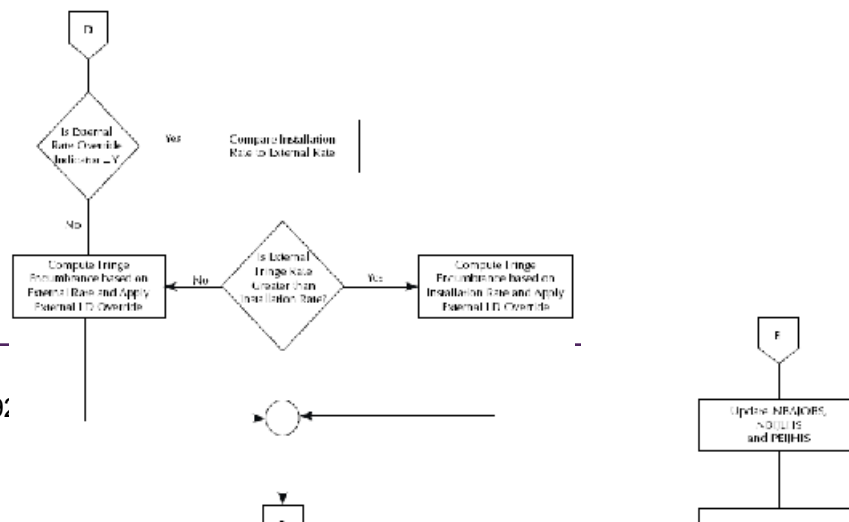 D
Is External
Rate Override
Indicator = Y
Yes
Compare Installation
Rate to External Rate
No
Compute Fringe
Encumbrance based on
External Rate and Apply
External LD Override
No
Is External
Fringe Rate
Greater than
Installation Rate?
Yes
Compute Fringe
Encumbrance based on
Installation Rate and Apply
External LD Override
Update NBAJOBS,
and PEIJHIS